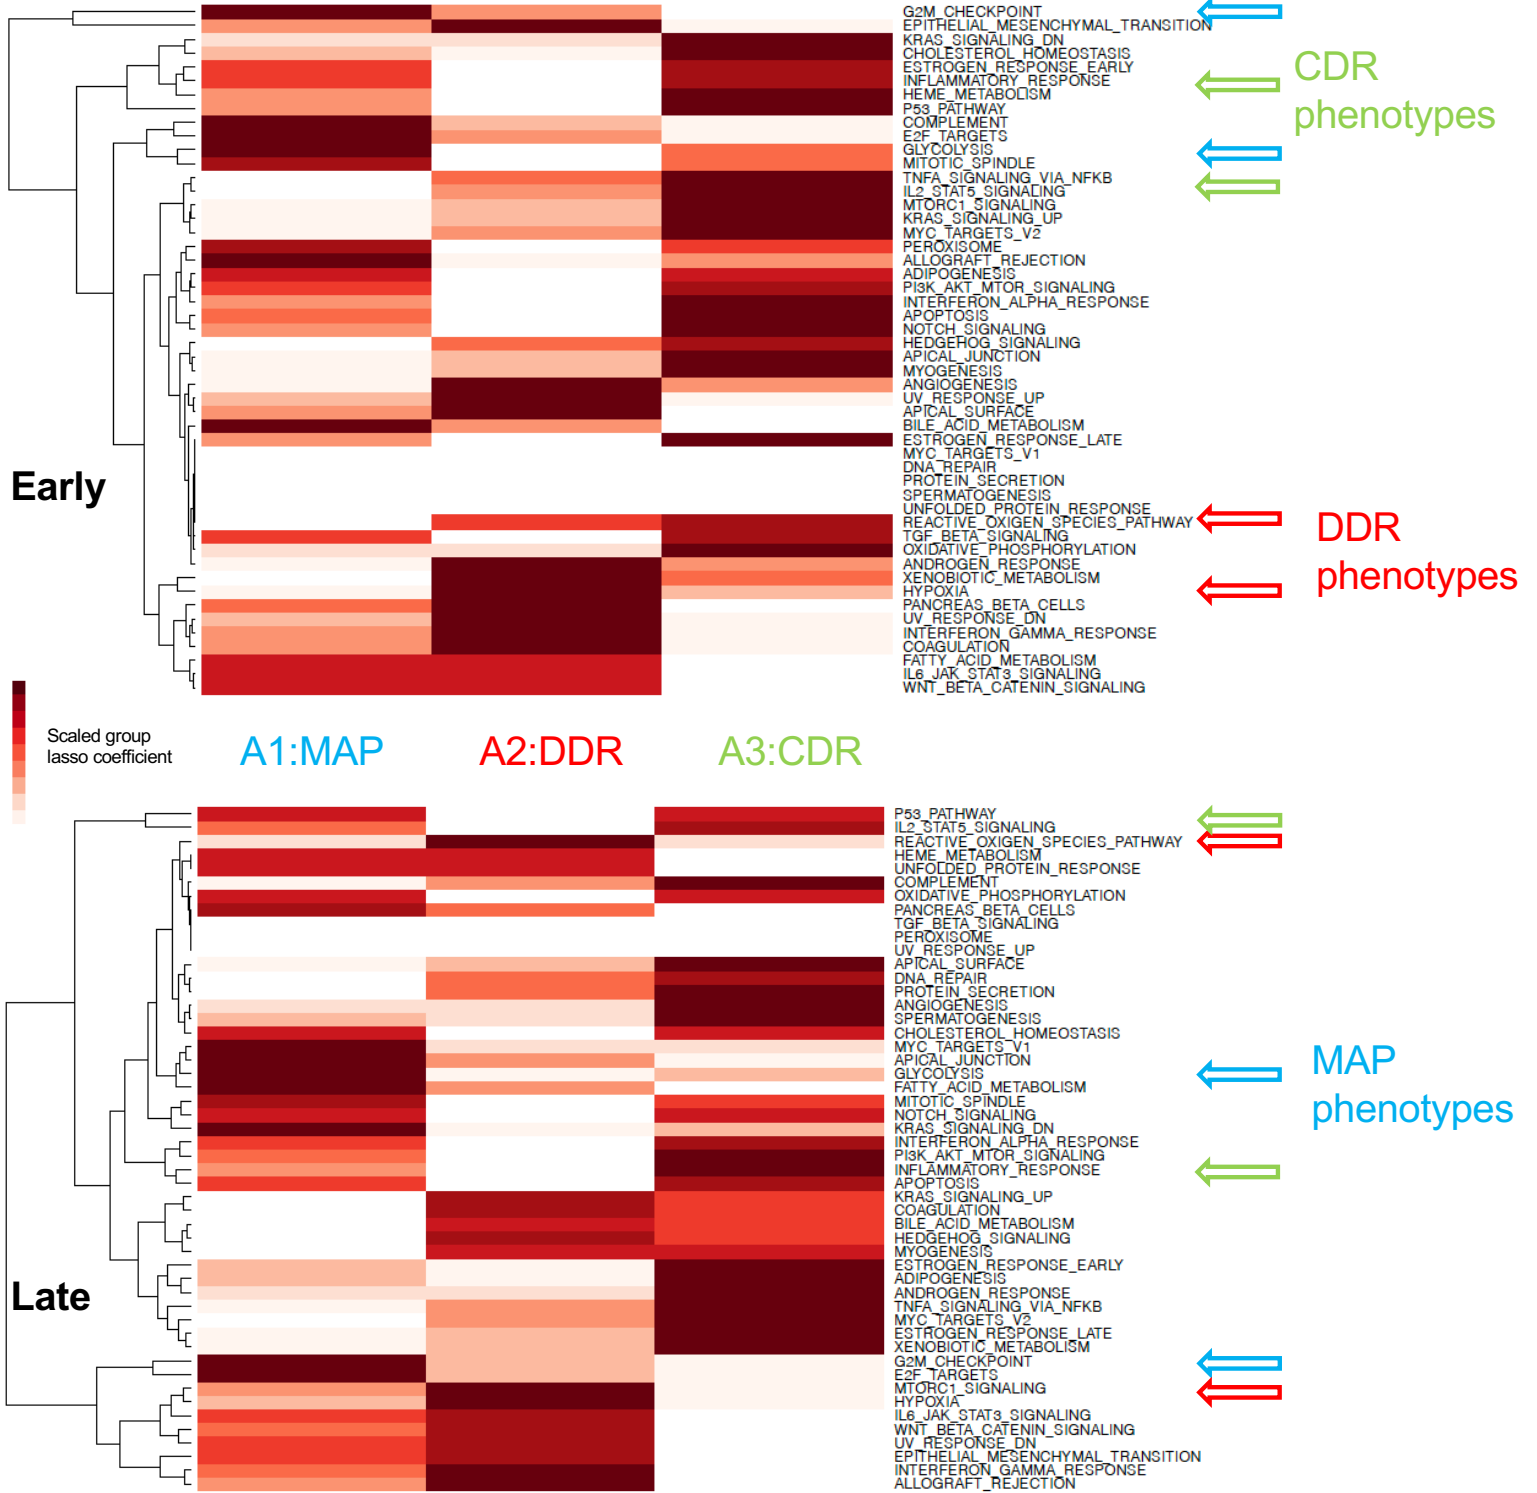 G2M_CHECKPOINT
EPITHELIAL_MESENCHYMAL_TRANSITION
KRAS_SIGNALING_DN
CHOLESTEROL_HOMEOSTASIS
ESTROGEN_RESPONSE_EARLY
INFLAMMATORY_RESPONSE
HEME_METABOLISM
P53_PATHWAY
COMPLEMENT
E2F_TARGETS
GLYCOLYSIS
MITOTIC_SPINDLE
TNFA_SIGNALING_VIA_NFKB
IL2_STAT5_SIGNALING
MTORC1_SIGNALING
KRAS_SIGNALING_UP
MYC_TARGETS_V2
PEROXISOME
ALLOGRAFT_REJECTION
ADIPOGENESIS
PI3K_AKT_MTOR_SIGNALING
INTERFERON_ALPHA_RESPONSE
APOPTOSIS
NOTCH_SIGNALING
HEDGEHOG_SIGNALING
APICAL_JUNCTION
MYOGENESIS
ANGIOGENESIS
UV_RESPONSE_UP
APICAL_SURFACE
BILE_ACID_METABOLISM
ESTROGEN_RESPONSE_LATE
MYC_TARGETS_V1
DNA_REPAIR
PROTEIN_SECRETION
SPERMATOGENESIS
UNFOLDED_PROTEIN_RESPONSE
REACTIVE_OXIGEN_SPECIES_PATHWAY
TGF_BETA_SIGNALING
OXIDATIVE_PHOSPHORYLATION
ANDROGEN_RESPONSE
XENOBIOTIC_METABOLISM
HYPOXIA
PANCREAS_BETA_CELLS
UV_RESPONSE_DN
INTERFERON_GAMMA_RESPONSE
COAGULATION
FATTY_ACID_METABOLISM
IL6_JAK_STAT3_SIGNALING
WNT_BETA_CATENIN_SIGNALING
CDR
phenotypes
Early
DDR
phenotypes
Scaled group
lasso coefficient
A1:MAP
A2:DDR
A3:CDR
P53_PATHWAY
IL2_STAT5_SIGNALING
REACTIVE_OXIGEN_SPECIES_PATHWAY
HEME_METABOLISM
UNFOLDED_PROTEIN_RESPONSE
COMPLEMENT
OXIDATIVE_PHOSPHORYLATION
PANCREAS_BETA_CELLS
TGF_BETA_SIGNALING
PEROXISOME
UV_RESPONSE_UP
APICAL_SURFACE
DNA_REPAIR
PROTEIN_SECRETION
ANGIOGENESIS
SPERMATOGENESIS
CHOLESTEROL_HOMEOSTASIS
MYC_TARGETS_V1
APICAL_JUNCTION
GLYCOLYSIS
FATTY_ACID_METABOLISM
MITOTIC_SPINDLE
NOTCH_SIGNALING
KRAS_SIGNALING_DN
INTERFERON_ALPHA_RESPONSE
PI3K_AKT_MTOR_SIGNALING
INFLAMMATORY_RESPONSE
APOPTOSIS
KRAS_SIGNALING_UP
COAGULATION
BILE_ACID_METABOLISM
HEDGEHOG_SIGNALING
MYOGENESIS
ESTROGEN_RESPONSE_EARLY
ADIPOGENESIS
ANDROGEN_RESPONSE
TNFA_SIGNALING_VIA_NFKB
MYC_TARGETS_V2
ESTROGEN_RESPONSE_LATE
XENOBIOTIC_METABOLISM
G2M_CHECKPOINT
E2F_TARGETS
MTORC1_SIGNALING
HYPOXIA
IL6_JAK_STAT3_SIGNALING
WNT_BETA_CATENIN_SIGNALING
UV_RESPONSE_DN
EPITHELIAL_MESENCHYMAL_TRANSITION
INTERFERON_GAMMA_RESPONSE
ALLOGRAFT_REJECTION
MAP
phenotypes
Late